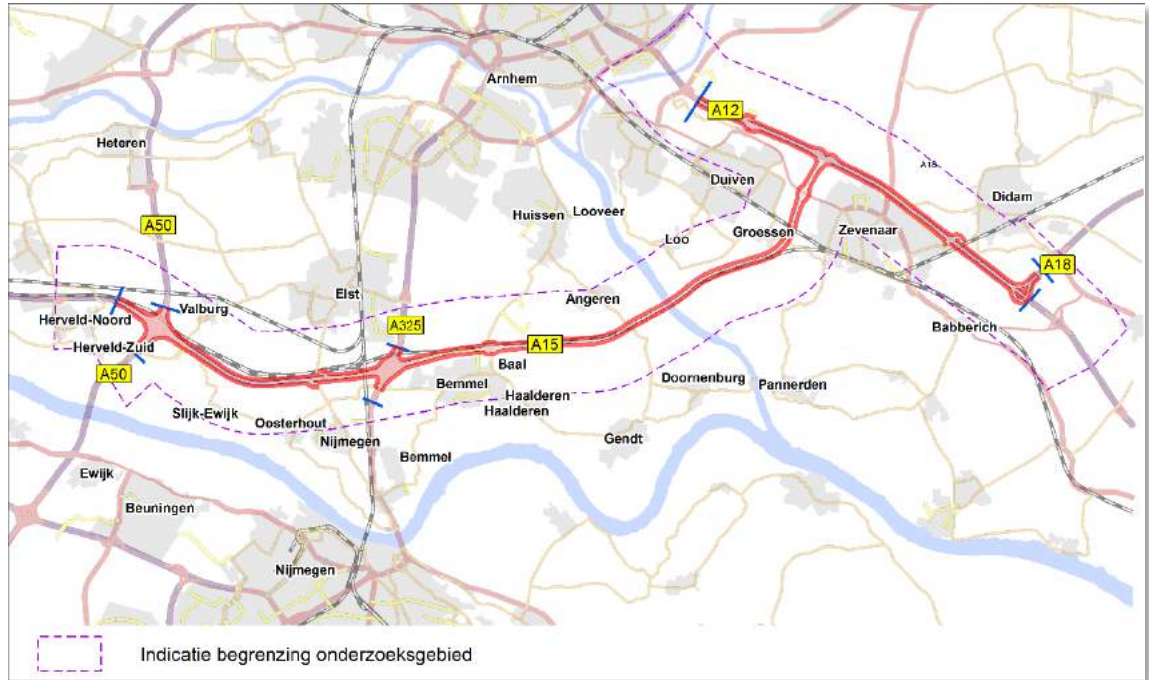 Arnhem
A12
Heteren
A18
Duiven
Didam
Huissen
Looveer
A50
Groessen
Zevenaar
Loo
A18
Elst
Angeren
Valburg
Herveld-Noord
A325
Babberich
A15
Herveld-Zuid
Baal
A50
Bemmel
Doornenburg
Pannerden
Haalderen
Haalderen
Slijk-Ewijk
Oosterhout
Nijmegen
Gendt
Bemmel
Ewijk
Beuningen
Nijmegen
Indicatie begrenzing onderzoeksgebied